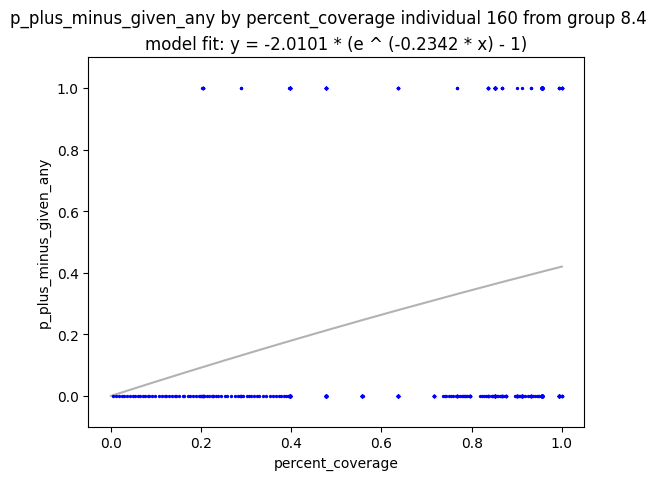 p_plus_minus_given_any by percent_coverage individual 160 from group 8.4
model fit: y = -2.0101 * (e ^ (-0.2342 * x) - 1)
1.0
0.8
0.6
0.4
0.2
0.0
p_plus_minus_given_any
0.0 0.2 0.4 0.6 0.8 1.0
percent_coverage